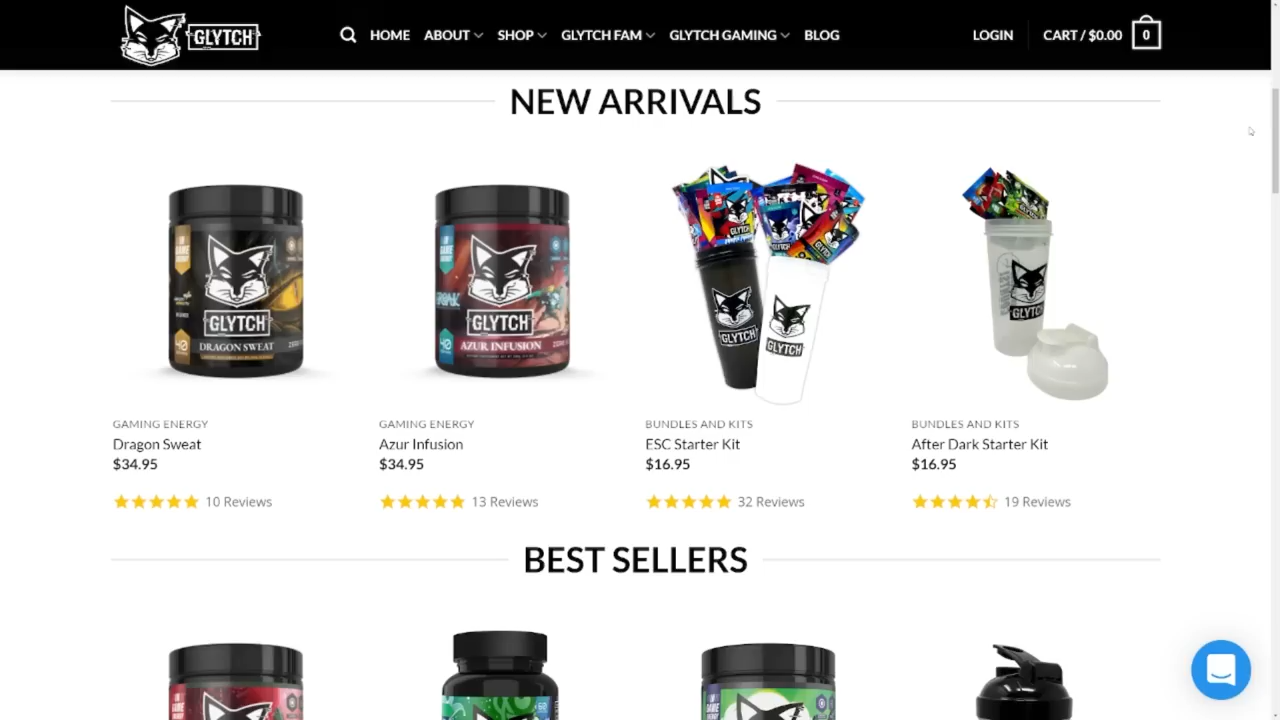 GLYTCH
HOME ABOUT SHOP GLYTCH FAM GLYTCH GAMING BLOG LOGIN CART / $0.00 0
NEW ARRIVALS
GLYTCH
DRAGON SWEAT
GLYTCH
AZUR INFUSION
GLYTCH
GLYTCH
GLYTCH
GAMING ENERGY
Dragon Sweat
$34.95
10 Reviews
GAMING ENERGY
Azur Infusion
$34.95
13 Reviews
BUNDLES AND KITS
ESC Starter Kit
$16.95
32 Reviews
BUNDLES AND KITS
After Dark Starter Kit
$16.95
19 Reviews
BEST SELLERS